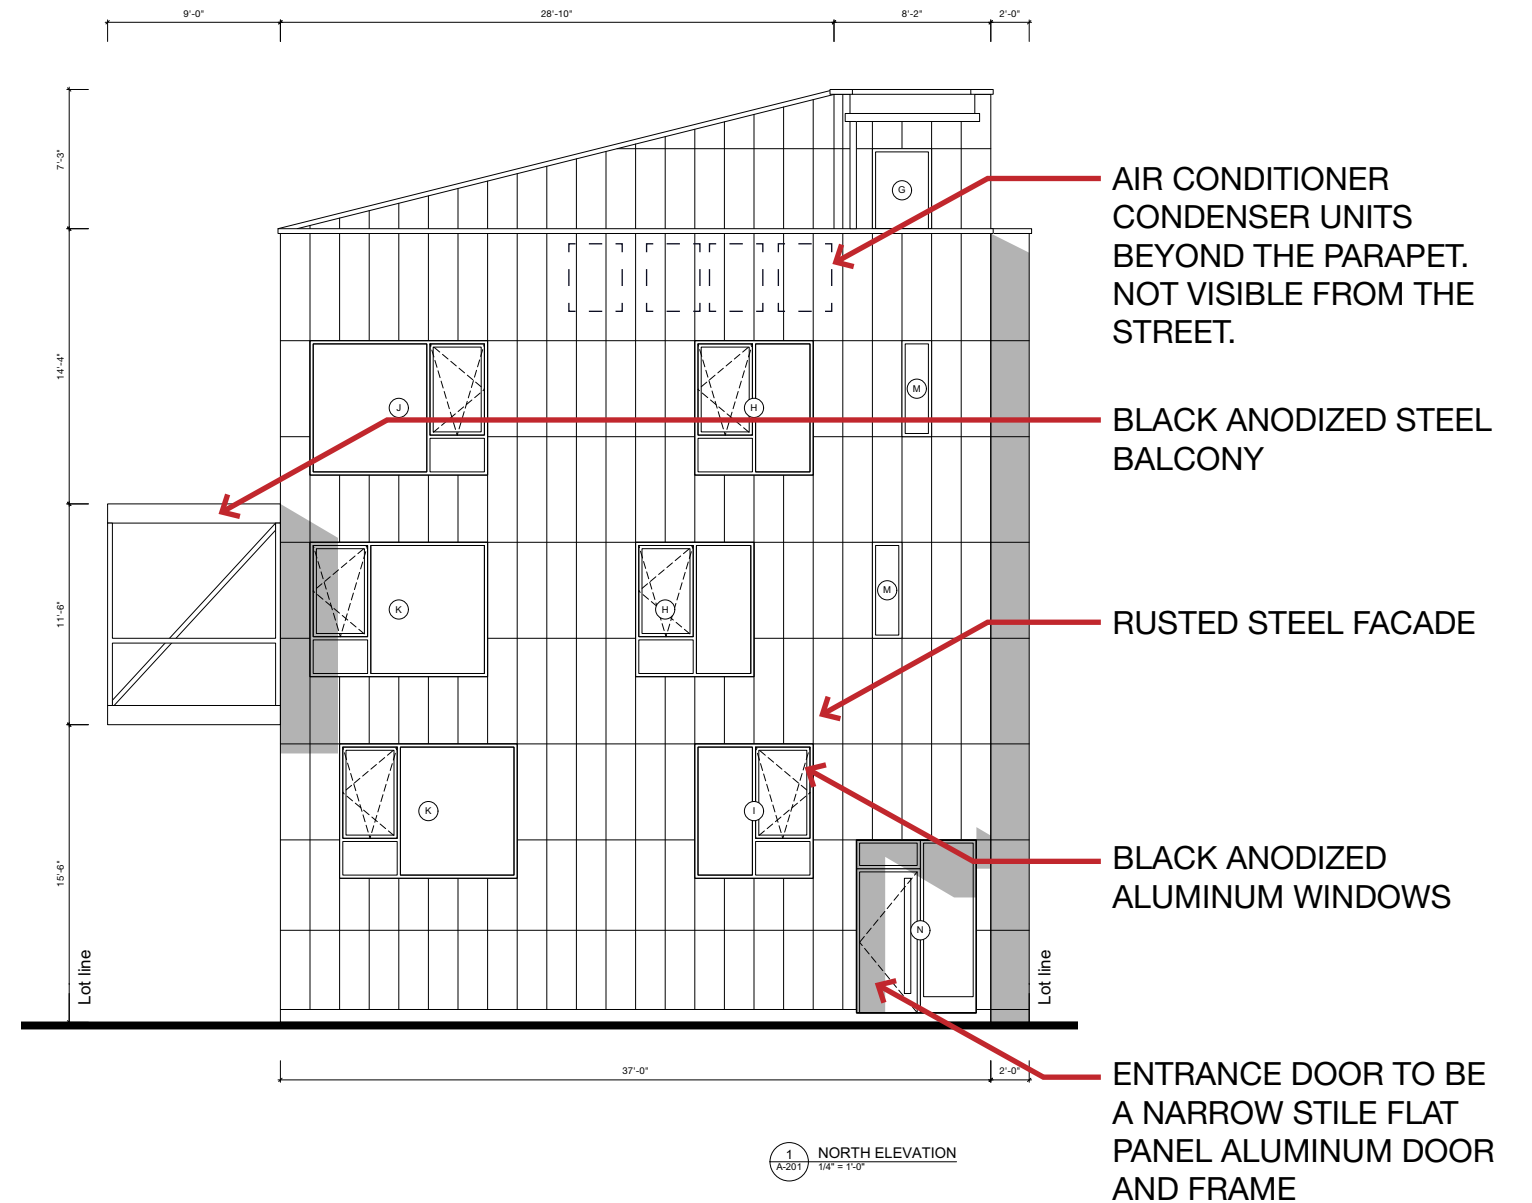 9'-0"
28'-10"
8'-2"
2'-0"
7'-3"
G
AIR CONDITIONER
CONDENSER UNITS
BEYOND THE PARAPET.
NOT VISIBLE FROM THE
STREET.
14'-4"
J
H
M
BLACK ANODIZED STEEL
BALCONY
11'-6"
K
H
M
RUSTED STEEL FACADE
15'-6"
K
I
BLACK ANODIZED
ALUMINUM WINDOWS
N
Lot line
Lot line
37'-0"
2'-0"
ENTRANCE DOOR TO BE
A NARROW STILE FLAT
PANEL ALUMINUM DOOR
AND FRAME
1
A-201
NORTH ELEVATION
1/4" = 1'-0"